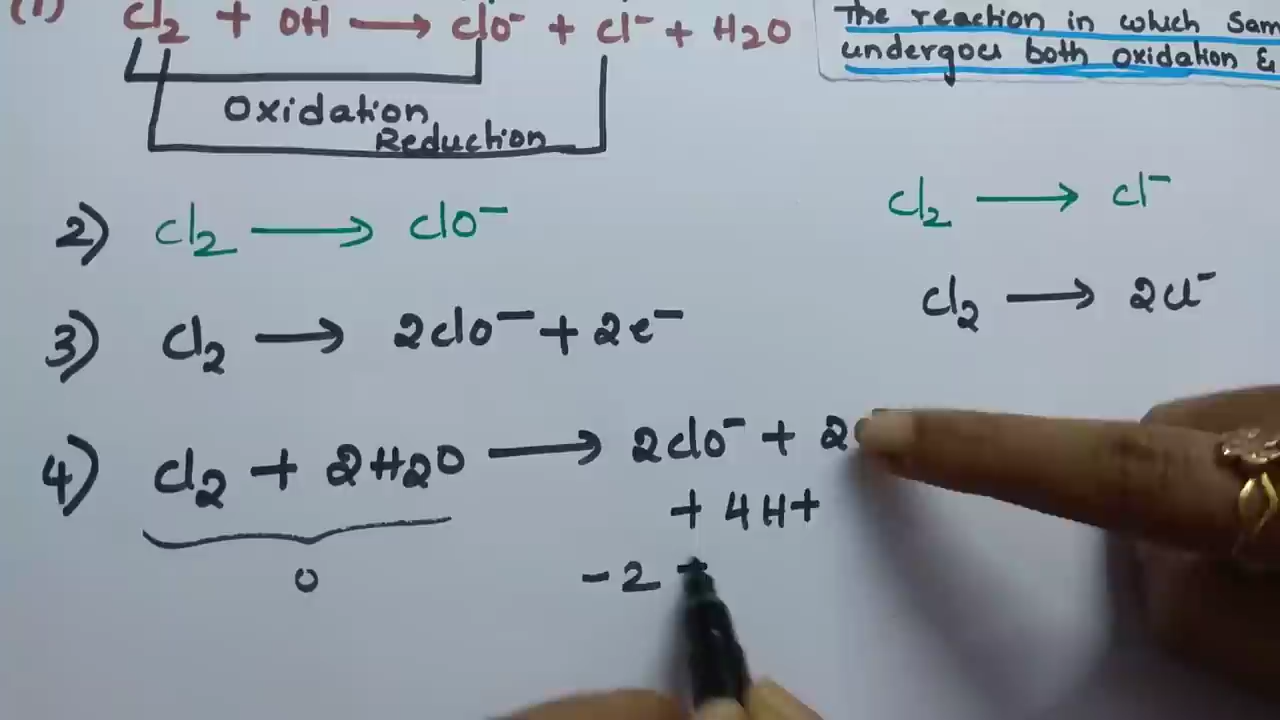 (1) Cl2 + OH ⟶ ClO⁻ + Cl⁻ + H2O
The reaction in which Sam
undergoes both oxidation &
Oxidation
Reduction
2) Cl2 ⟶ ClO⁻
Cl2 ⟶ Cl⁻
Cl2 ⟶ 2Cl⁻
3) Cl2 ⟶ 2ClO⁻ + 2e⁻
4) Cl2 + 2H2O ⟶ 2ClO⁻ + 2
+ 4H+
0
-2